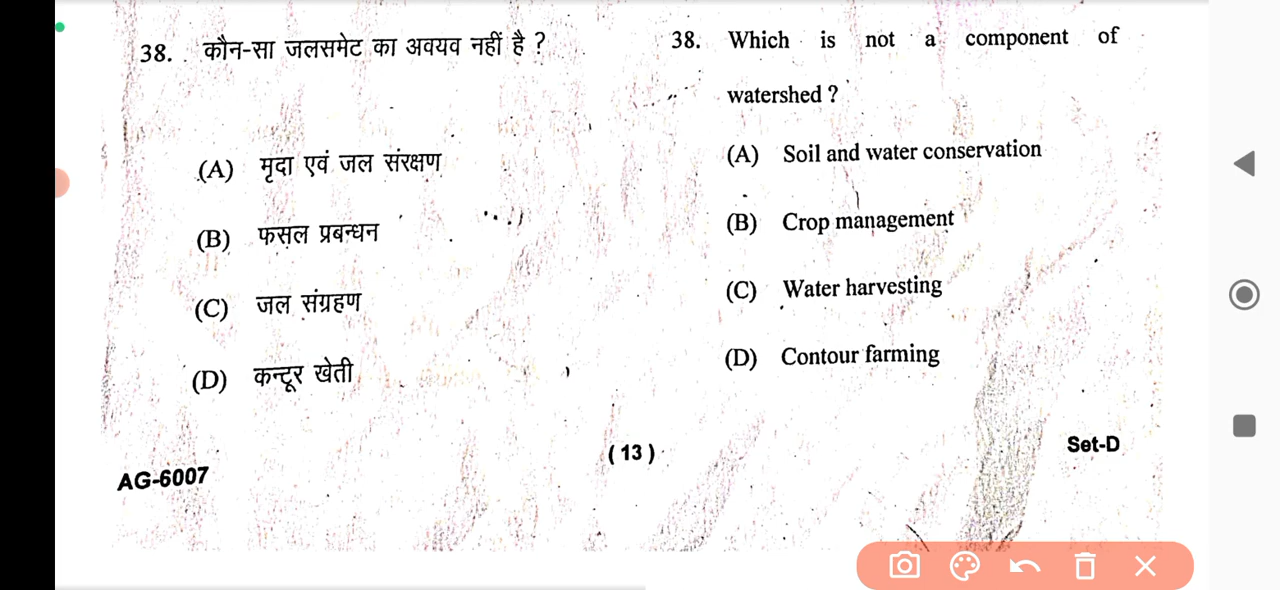 38. कौन-सा जलसमेट का अवयव नहीं है ?
(A) मृदा एवं जल संरक्षण
(B) फसल प्रबन्धन
(C) जल संग्रहण
(D) कन्टूर खेती
AG-6007
38. Which is not a component of
watershed ?
(A) Soil and water conservation
(B) Crop management
(C) Water harvesting
(D) Contour farming
( 13 )
Set-D